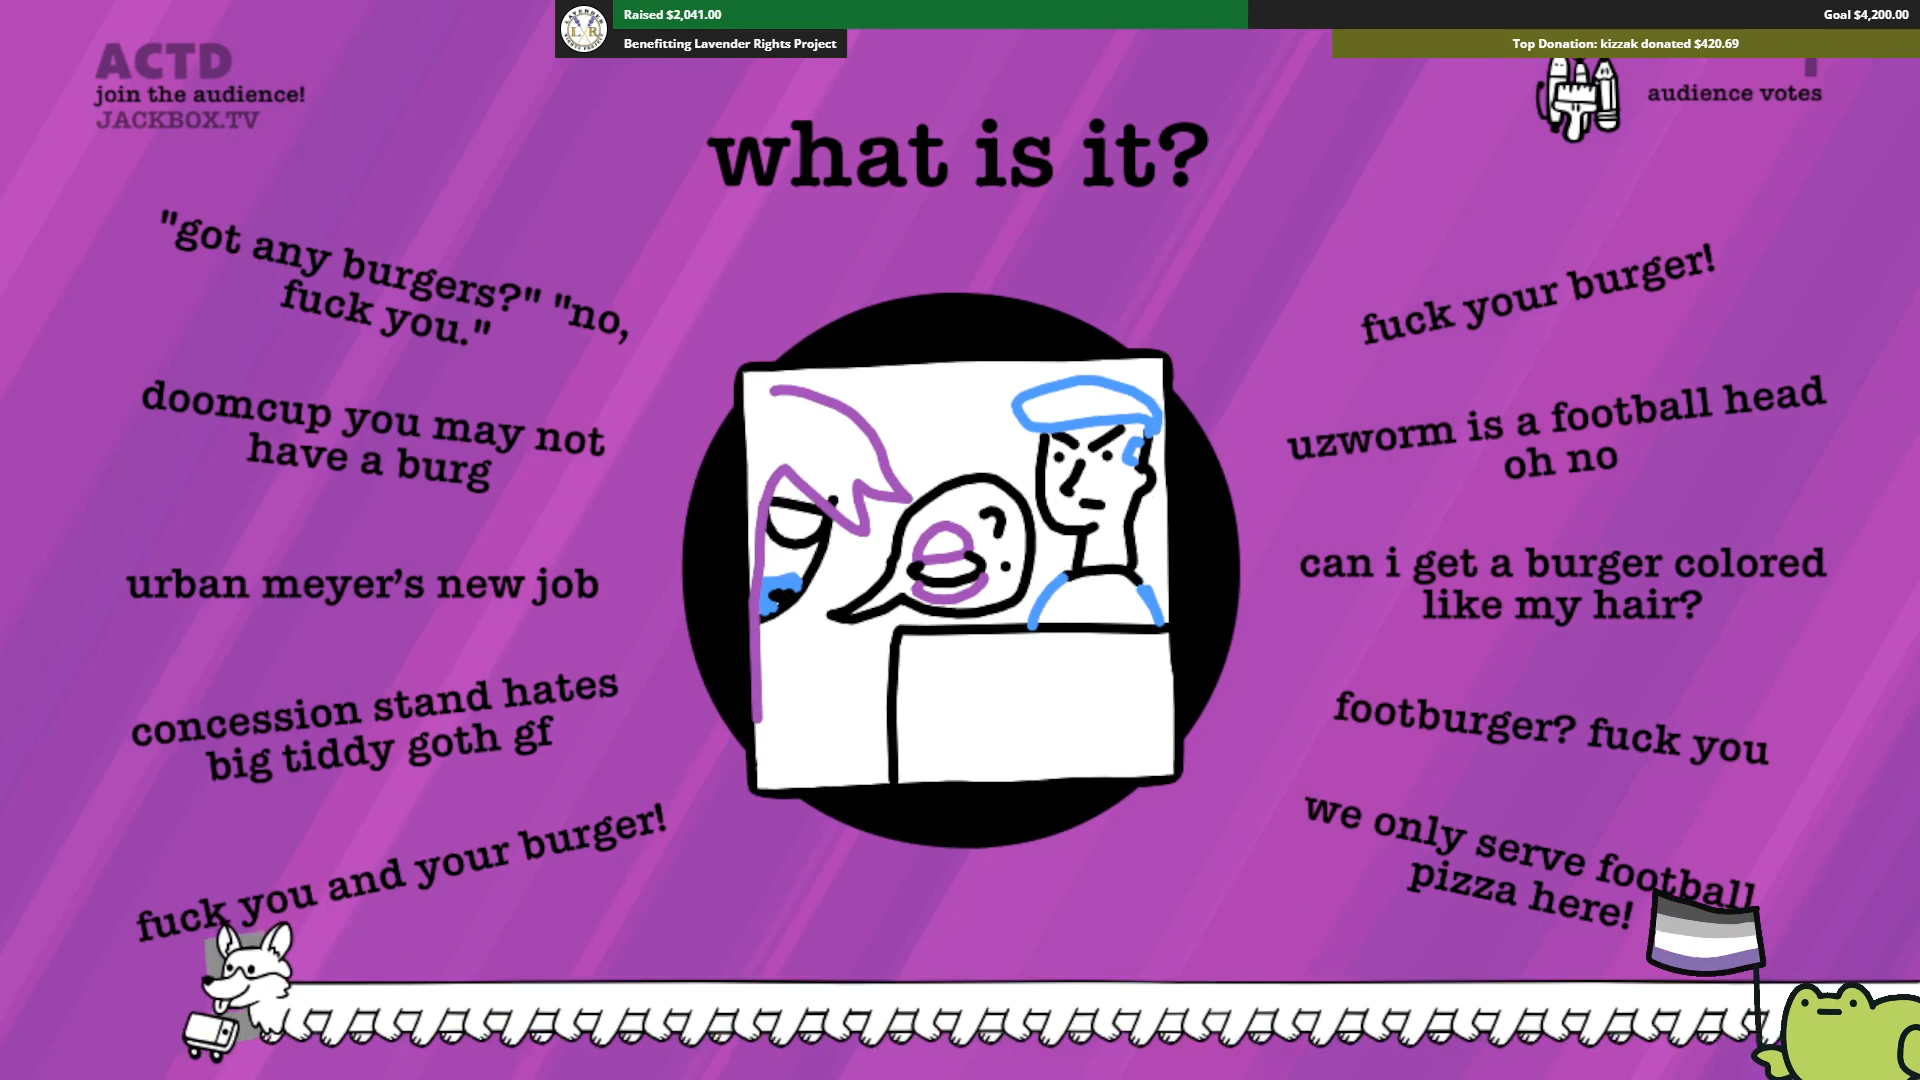 Raised $2,041.00
Goal $4,200.00
Benefitting Lavender Rights Project
Top Donation: kizzak donated $420.69
ACTD
join the audience!
JACKBOX.TV
audience votes
what is it?
"got any burgers?" "no,
fuck you."
doomcup you may not
have a burg
urban meyer’s new job
concession stand hates
big tiddy goth gf
fuck you and your burger!
?
fuck your burger!
uzworm is a football head
oh no
can i get a burger colored
like my hair?
footburger? fuck you
we only serve football
pizza here!